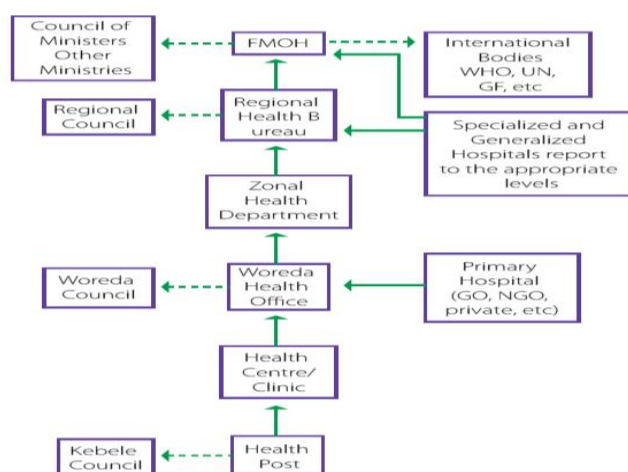 Council of
Ministers
Other
Ministries
FMOH
International
Bodies
WHO, UN,
GF, etc
Regional
Council
Regional
Health B
ureau
Specialized and
Generalized
Hospitals report
to the appropriate
levels
Zonal
Health
Department
Woreda
Council
Woreda
Health
Office
Primary
Hospital
(GO, NGO,
private, etc)
Health
Centre/
Clinic
Kebele
Council
Health
Post